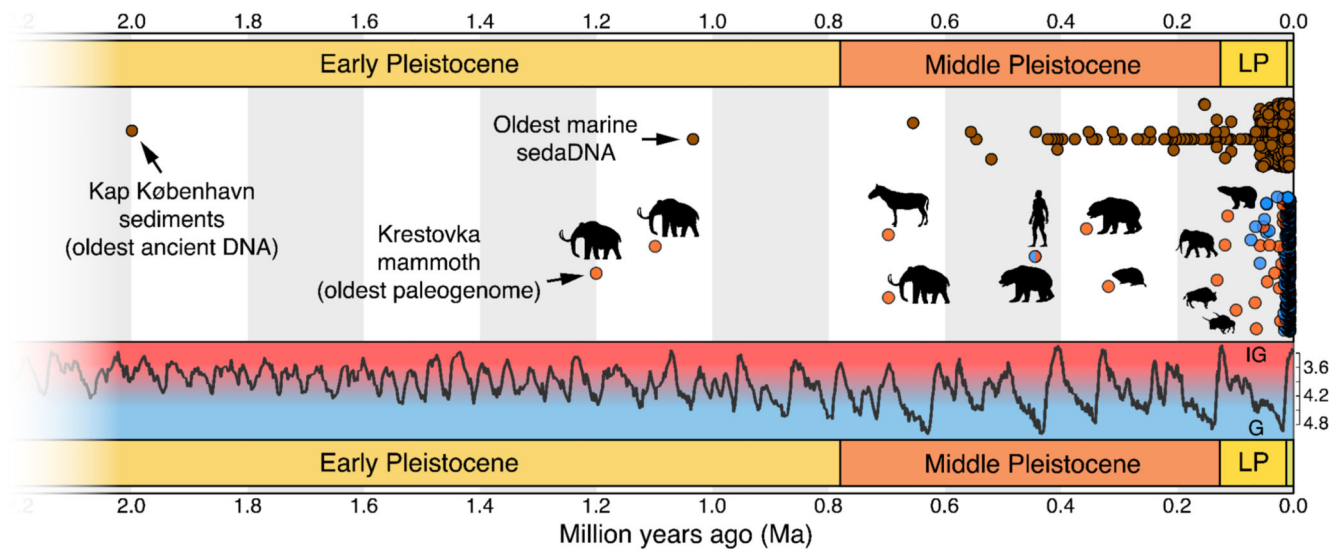 2.2 2.0 1.8 1.6 1.4 1.2 1.0 0.8 0.6 0.4 0.2 0.0
Early Pleistocene Middle Pleistocene LP
Oldest marine
sedaDNA
Kap København
sediments
(oldest ancient DNA)
Krestovka
mammoth
(oldest paleogenome)
IG
3.6
4.2
4.8
G
Early Pleistocene Middle Pleistocene LP
2.2 2.0 1.8 1.6 1.4 1.2 1.0 0.8 0.6 0.4 0.2 0.0
Million years ago (Ma)